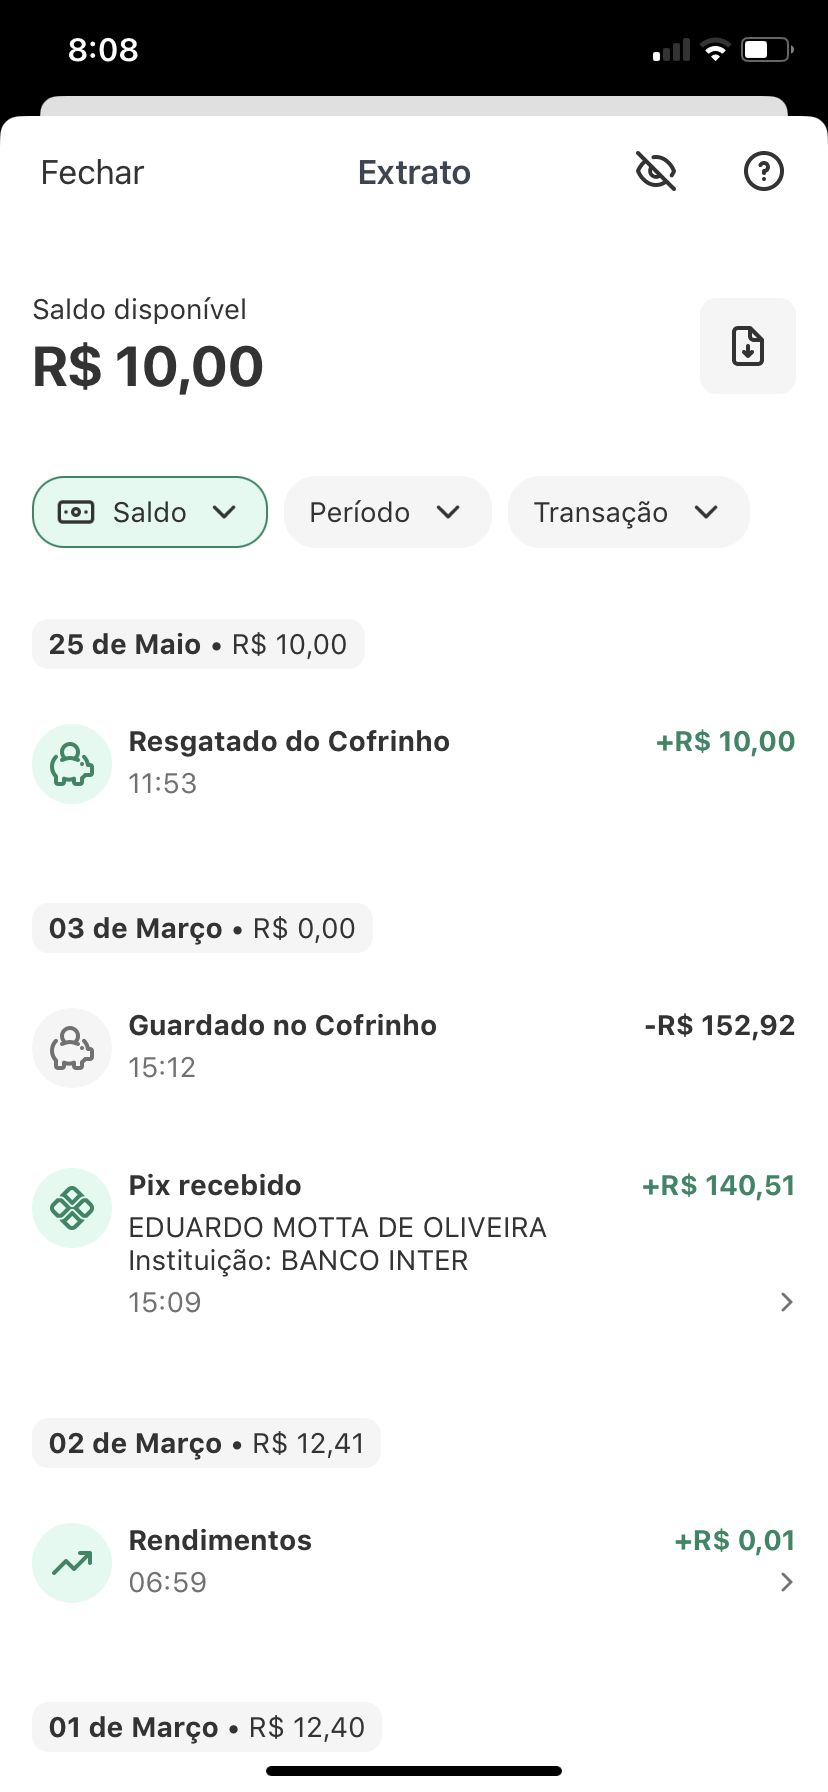 8:08
Fechar
Extrato
Saldo disponível
R$ 10,00
Saldo
Período
Transação
25 de Maio • R$ 10,00
Resgatado do Cofrinho
+R$ 10,00
11:53
03 de Março • R$ 0,00
Guardado no Cofrinho
-R$ 152,92
15:12
Pix recebido
+R$ 140,51
EDUARDO MOTTA DE OLIVEIRA
Instituição: BANCO INTER
15:09
02 de Março • R$ 12,41
Rendimentos
+R$ 0,01
06:59
01 de Março • R$ 12,40